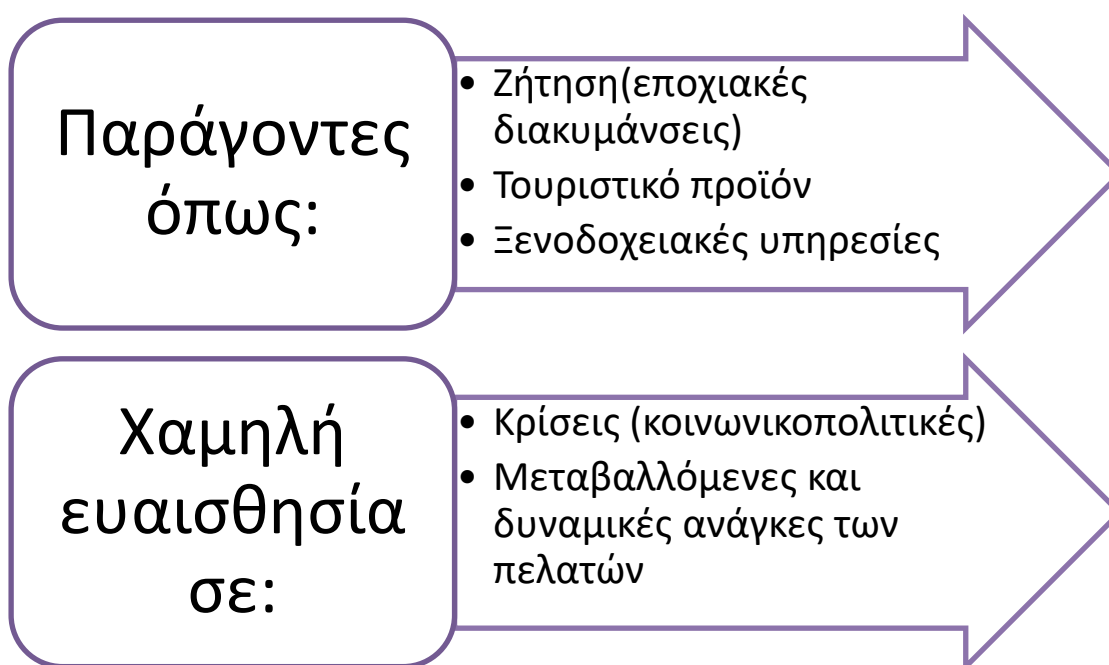 Παράγοντες
όπως:
• Ζήτηση(εποχιακές
διακυμάνσεις)
• Τουριστικό προϊόν
• Ξενοδοχειακές υπηρεσίες
Χαμηλή
ευαισθησία
σε:
• Κρίσεις (κοινωνικοπολιτικές)
• Μεταβαλλόμενες και
δυναμικές ανάγκες των
πελατών